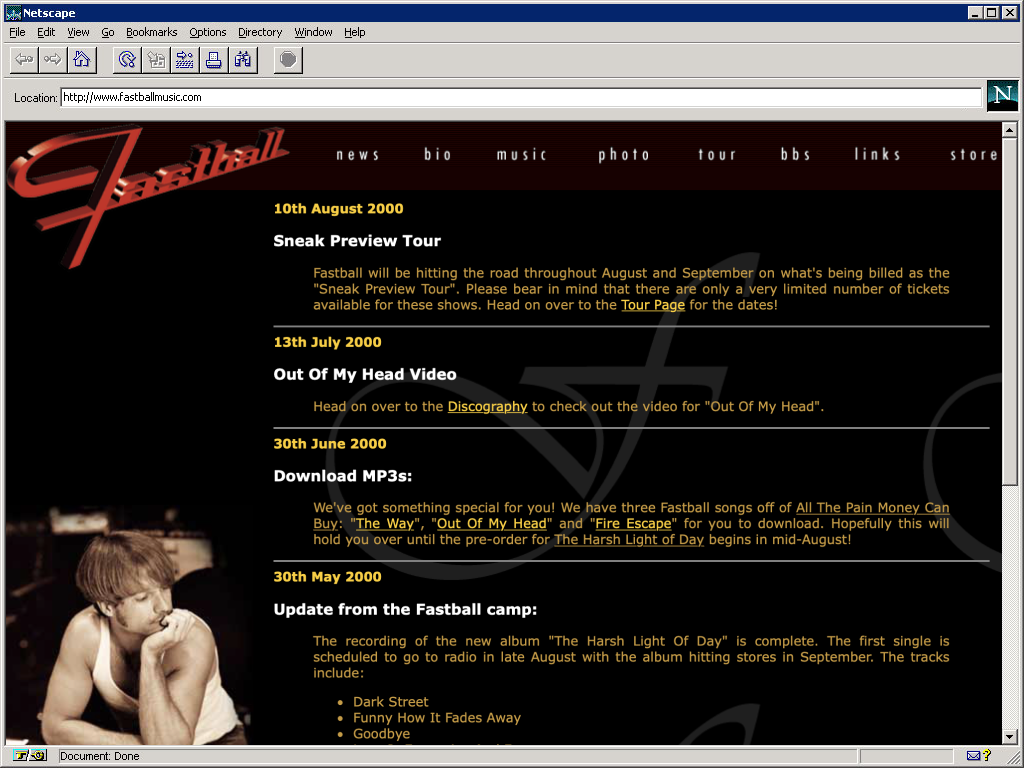 Netscape
File Edit View Go Bookmarks Options Directory Window Help
Location: http://www.fastballmusic.com
N
Fastball
news bio music photo tour bbs links store
10th August 2000
Sneak Preview Tour
Fastball will be hitting the road throughout August and September on what's being billed as the
"Sneak Preview Tour". Please bear in mind that there are only a very limited number of tickets
available for these shows. Head on over to the Tour Page for the dates!
13th July 2000
Out Of My Head Video
Head on over to the Discography to check out the video for "Out Of My Head".
30th June 2000
Download MP3s:
We've got something special for you! We have three Fastball songs off of All The Pain Money Can
Buy: "The Way", "Out Of My Head" and "Fire Escape" for you to download. Hopefully this will
hold you over until the pre-order for The Harsh Light of Day begins in mid-August!
30th May 2000
Update from the Fastball camp:
The recording of the new album "The Harsh Light Of Day" is complete. The first single is
scheduled to go to radio in late August with the album hitting stores in September. The tracks
include:
• Dark Street
• Funny How It Fades Away
• Goodbye
Document: Done